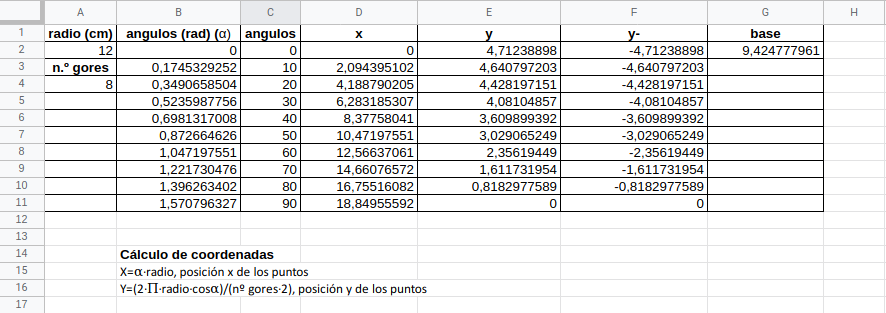 A B C D E F G H
1 radio (cm) angulos (rad) (α) angulos x y y- base
2 12 0 0 0 4,71238898 -4,71238898 9,424777961
3 n.º gores 0,1745329252 10 2,094395102 4,640797203 -4,640797203
4 8 0,3490658504 20 4,188790205 4,428197151 -4,428197151
5 0,5235987756 30 6,283185307 4,08104857 -4,08104857
6 0,6981317008 40 8,37758041 3,609899392 -3,609899392
7 0,872664626 50 10,47197551 3,029065249 -3,029065249
8 1,047197551 60 12,56637061 2,35619449 -2,35619449
9 1,221730476 70 14,66076572 1,611731954 -1,611731954
10 1,396263402 80 16,75516082 0,8182977589 -0,8182977589
11 1,570796327 90 18,84955592 0 0
12
13
14 Cálculo de coordenadas
15 X=α·radio, posición x de los puntos
16 Y=(2·Π·radio·cosα)/(nº gores·2), posición y de los puntos
17